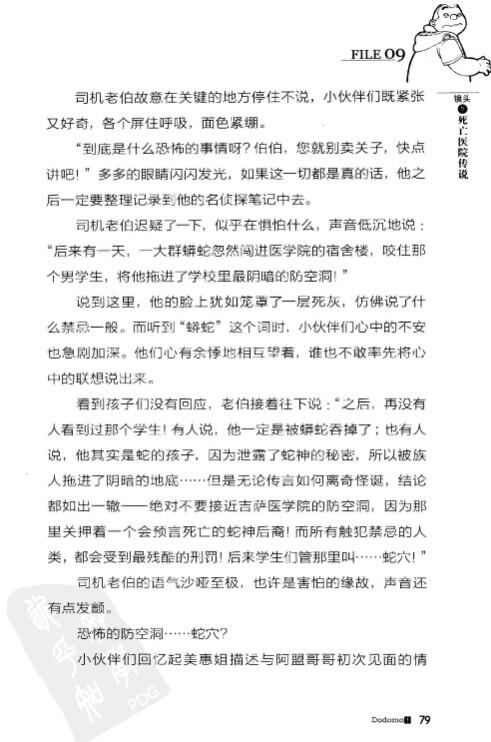 FILE 09
镜头
9
死亡医院传说
司机老伯故意在关键的地方停住不说，小伙伴们既紧张
又好奇，各个屏住呼吸，面色紧绷。
“到底是什么恐怖的事情呀？伯伯，您就别卖关子，快点
讲吧！”多多的眼睛闪闪发光，如果这一切都是真的话，他之
后一定要整理记录到他的名侦探笔记中去。
司机老伯迟疑了一下，似乎在惧怕什么，声音低沉地说：
“后来有一天，一大群蟒蛇忽然闯进医学院的宿舍楼，咬住那
个男学生，将他拖进了学校里最阴暗的防空洞！”
说到这里，他的脸上犹如笼罩了一层死灰，仿佛说了什
么禁忌一般。而听到“蟒蛇”这个词时，小伙伴们心中的不安
也急剧加深。他们心有余悸地相互望着，谁也不敢率先将心
中的联想说出来。
看到孩子们没有回应，老伯接着往下说：“之后，再没有
人看到过那个学生！有人说，他一定是被蟒蛇吞掉了；也有人
说，他其实是蛇的孩子，因为泄露了蛇神的秘密，所以被族
人拖进了阴暗的地底……但是无论传言如何离奇怪诞，结论
都如出一辙——绝对不要接近吉萨医学院的防空洞，因为那
里关押着一个会预言死亡的蛇神后裔！而所有触犯禁忌的人
类，都会受到最残酷的刑罚！后来学生们管那里叫……蛇穴！”
司机老伯的语气沙哑至极，也许是害怕的缘故，声音还
有点发颤。
恐怖的防空洞……蛇穴？
小伙伴们回忆起美惠姐描述与阿盟哥哥初次见面的情
PDG
Dodomo 79